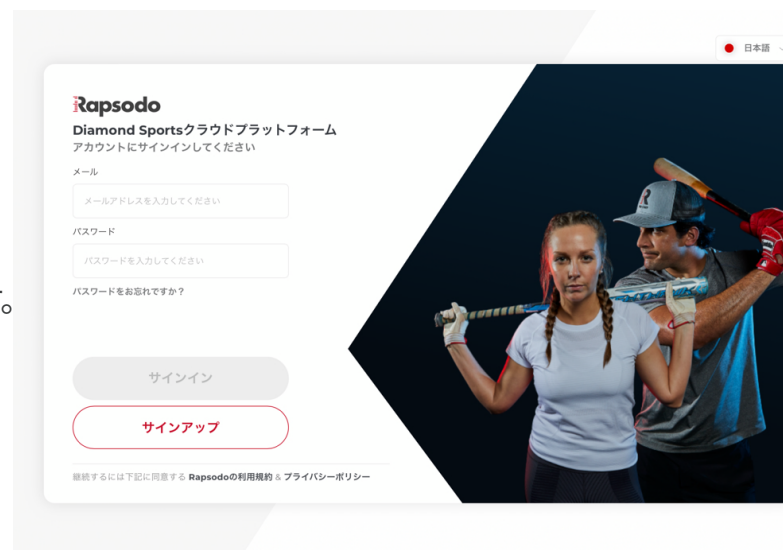 日本語
Rapsodo
Diamond Sportsクラウドプラットフォーム
アカウントにサインインしてください
メール
メールアドレスを入力してください
パスワード
パスワードを入力してください
パスワードをお忘れですか？
。
サインイン
サインアップ
継続するには下記に同意する Rapsodoの利用規約 & プライバシーポリシー
R